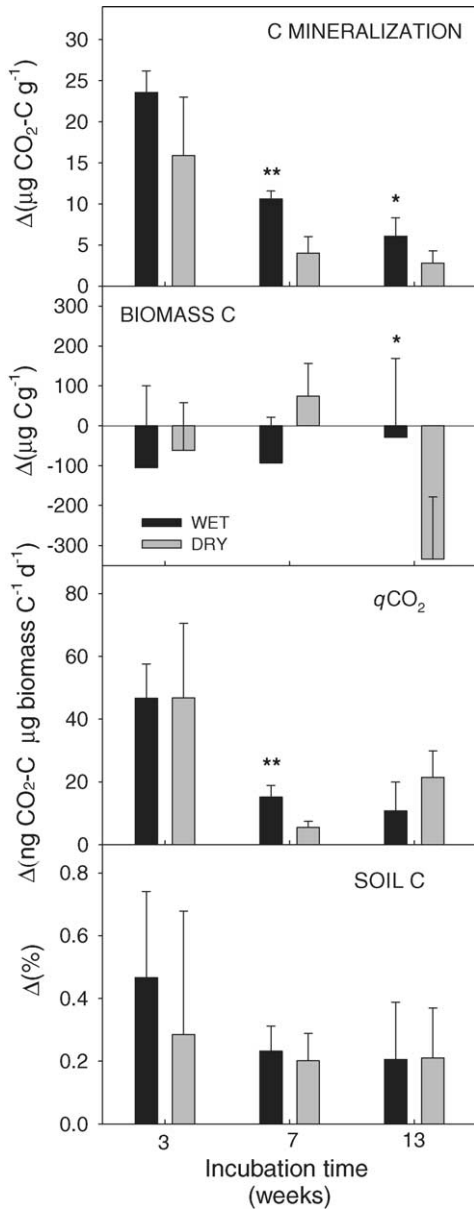 C MINERALIZATION
Δ(μg CO₂-C g⁻¹)
30
25
20
15
10
5
0
**
*
BIOMASS C
Δ(μg Cg⁻¹)
300
200
100
0
-100
-200
-300
*
WET
DRY
qCO₂
Δ(ng CO₂-C μg biomass C⁻¹ d⁻¹)
80
60
40
20
0
**
SOIL C
Δ(%)
0.8
0.6
0.4
0.2
0.0
3 7 13
Incubation time
(weeks)